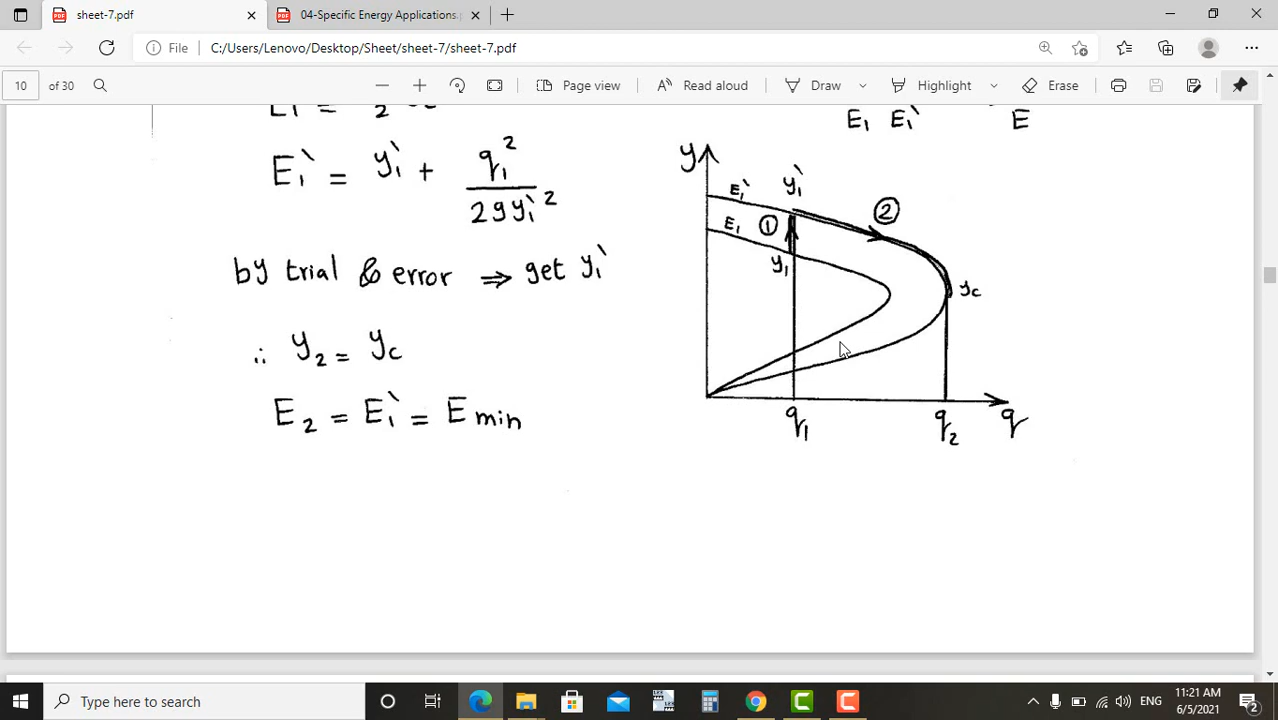 sheet-7.pdf
04-Specific Energy Applications.p
File C:/Users/Lenovo/Desktop/Sheet/sheet-7/sheet-7.pdf
10 of 30 Page view Read aloud Draw Highlight Erase
E₁ E₁` E
E₁` = y₁` + q₁² / 2gy₁`²
by trial & error ⇒ get y₁`
∴ y₂ = yc
E₂ = E₁` = E min
y
E₁` y₁` ②
E₁ ①
y₁
yc
q₁ q₂ q
Type here to search
ENG
11:21 AM
6/5/2021
2